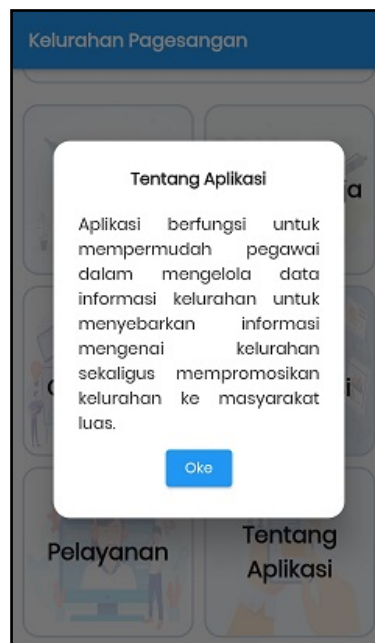 Kelurahan Pagesangan
Tentang Aplikasi
Aplikasi berfungsi untuk
mempermudah pegawai
dalam mengelola data
informasi kelurahan untuk
menyebarkan informasi
mengenai kelurahan
sekaligus mempromosikan
kelurahan ke masyarakat
luas.
Oke
Pelayanan
Tentang
Aplikasi